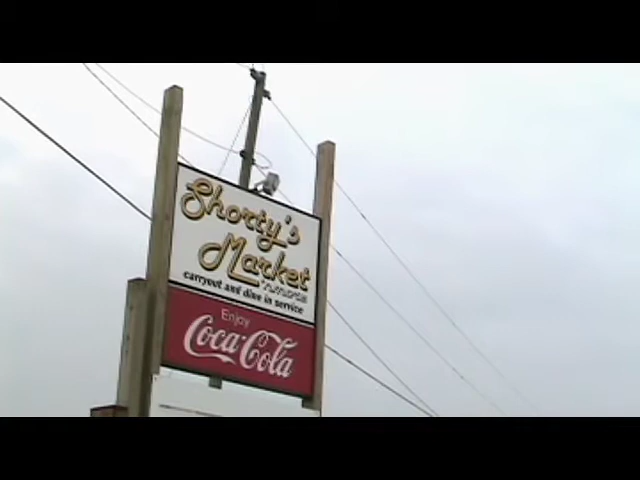 Shorty's
Market
carryout and dine in service
Enjoy
Coca-Cola